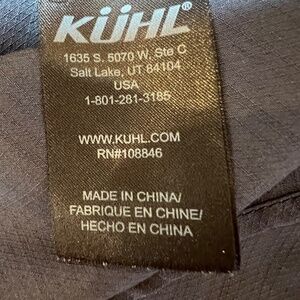 KÜHL®
1635 S. 5070 W, Ste C
Salt Lake, UT 84104
USA
1-801-281-3185
WWW.KUHL.COM
RN#108846
MADE IN CHINA/
FABRIQUE EN CHINE/
HECHO EN CHINA